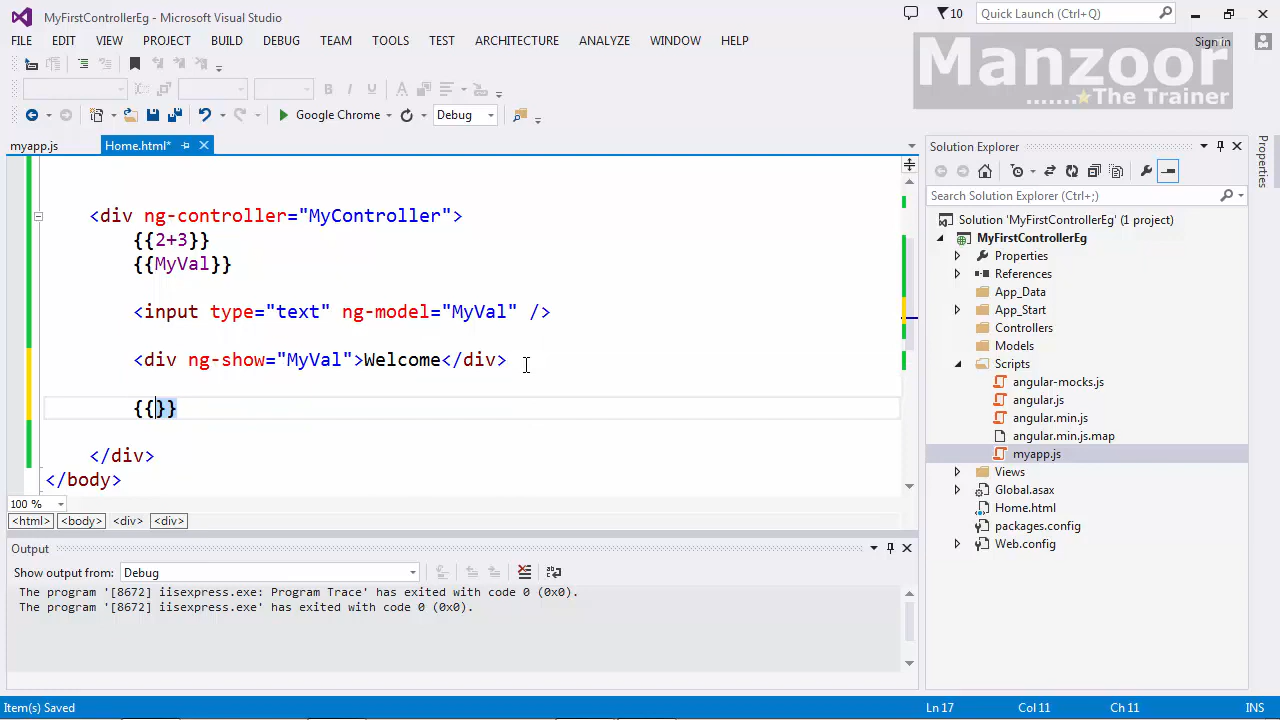 MyFirstControllerEg - Microsoft Visual Studio
10
Quick Launch (Ctrl+Q)
FILE EDIT VIEW PROJECT BUILD DEBUG TEAM TOOLS TEST ARCHITECTURE ANALYZE WINDOW HELP
Sign in
Manzoor
.......The Trainer
Google Chrome
Debug
myapp.js
Home.html*
<div ng-controller="MyController">
{{2+3}}
{{MyVal}}
<input type="text" ng-model="MyVal" />
<div ng-show="MyVal">Welcome</div>
{{}}
</div>
</body>
100 %
<html> <body> <div> <div>
Output
Show output from: Debug
The program '[8672] iisexpress.exe: Program Trace' has exited with code 0 (0x0).
The program '[8672] iisexpress.exe' has exited with code 0 (0x0).
Solution Explorer
Search Solution Explorer (Ctrl+;)
Solution 'MyFirstControllerEg' (1 project)
MyFirstControllerEg
Properties
References
App_Data
App_Start
Controllers
Models
Scripts
angular-mocks.js
angular.js
angular.min.js
angular.min.js.map
myapp.js
Views
Global.asax
Home.html
packages.config
Web.config
Properties
Item(s) Saved
Ln 17
Col 11
Ch 11
INS